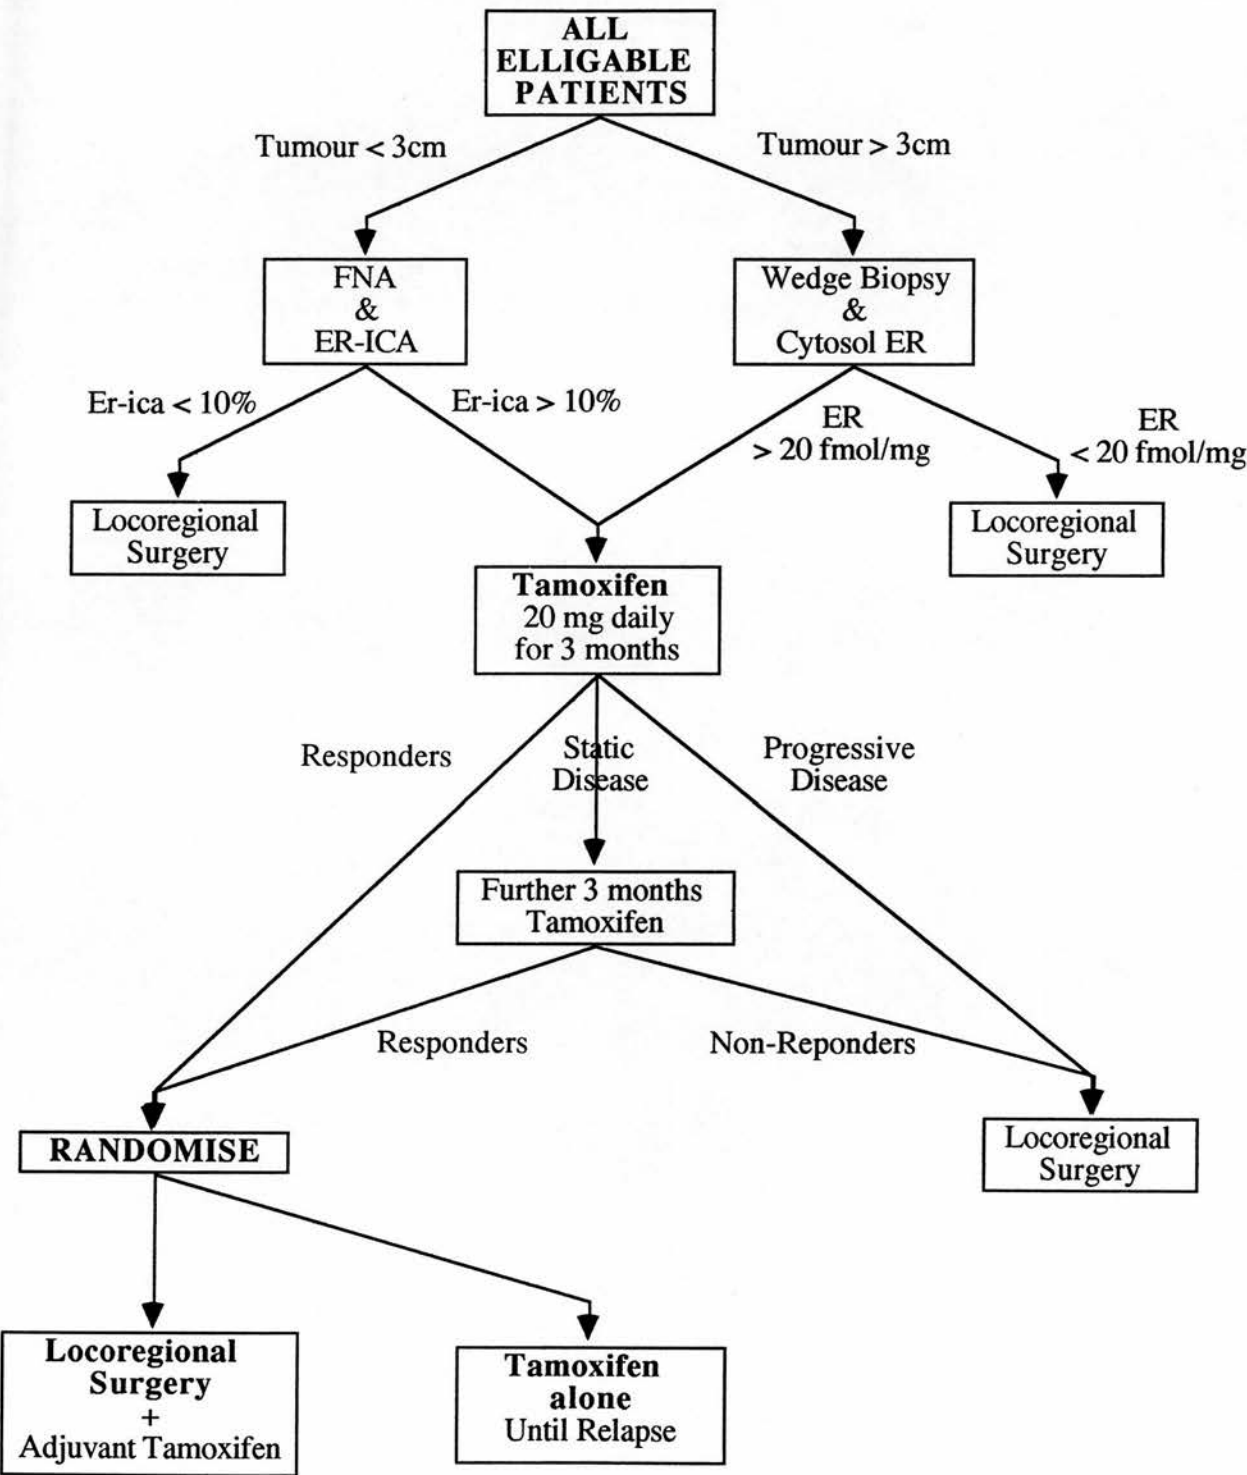 ALL
ELLIGABLE
PATIENTS
Tumour < 3cm
Tumour > 3cm
FNA
&
ER-ICA
Wedge Biopsy
&
Cytosol ER
Er-ica < 10%
Er-ica > 10%
ER
> 20 fmol/mg
ER
< 20 fmol/mg
Locoregional
Surgery
Locoregional
Surgery
Tamoxifen
20 mg daily
for 3 months
Responders
Static
Disease
Progressive
Disease
Further 3 months
Tamoxifen
Responders
Non-Reponders
RANDOMISE
Locoregional
Surgery
Locoregional
Surgery
+
Adjuvant Tamoxifen
Tamoxifen
alone
Until Relapse